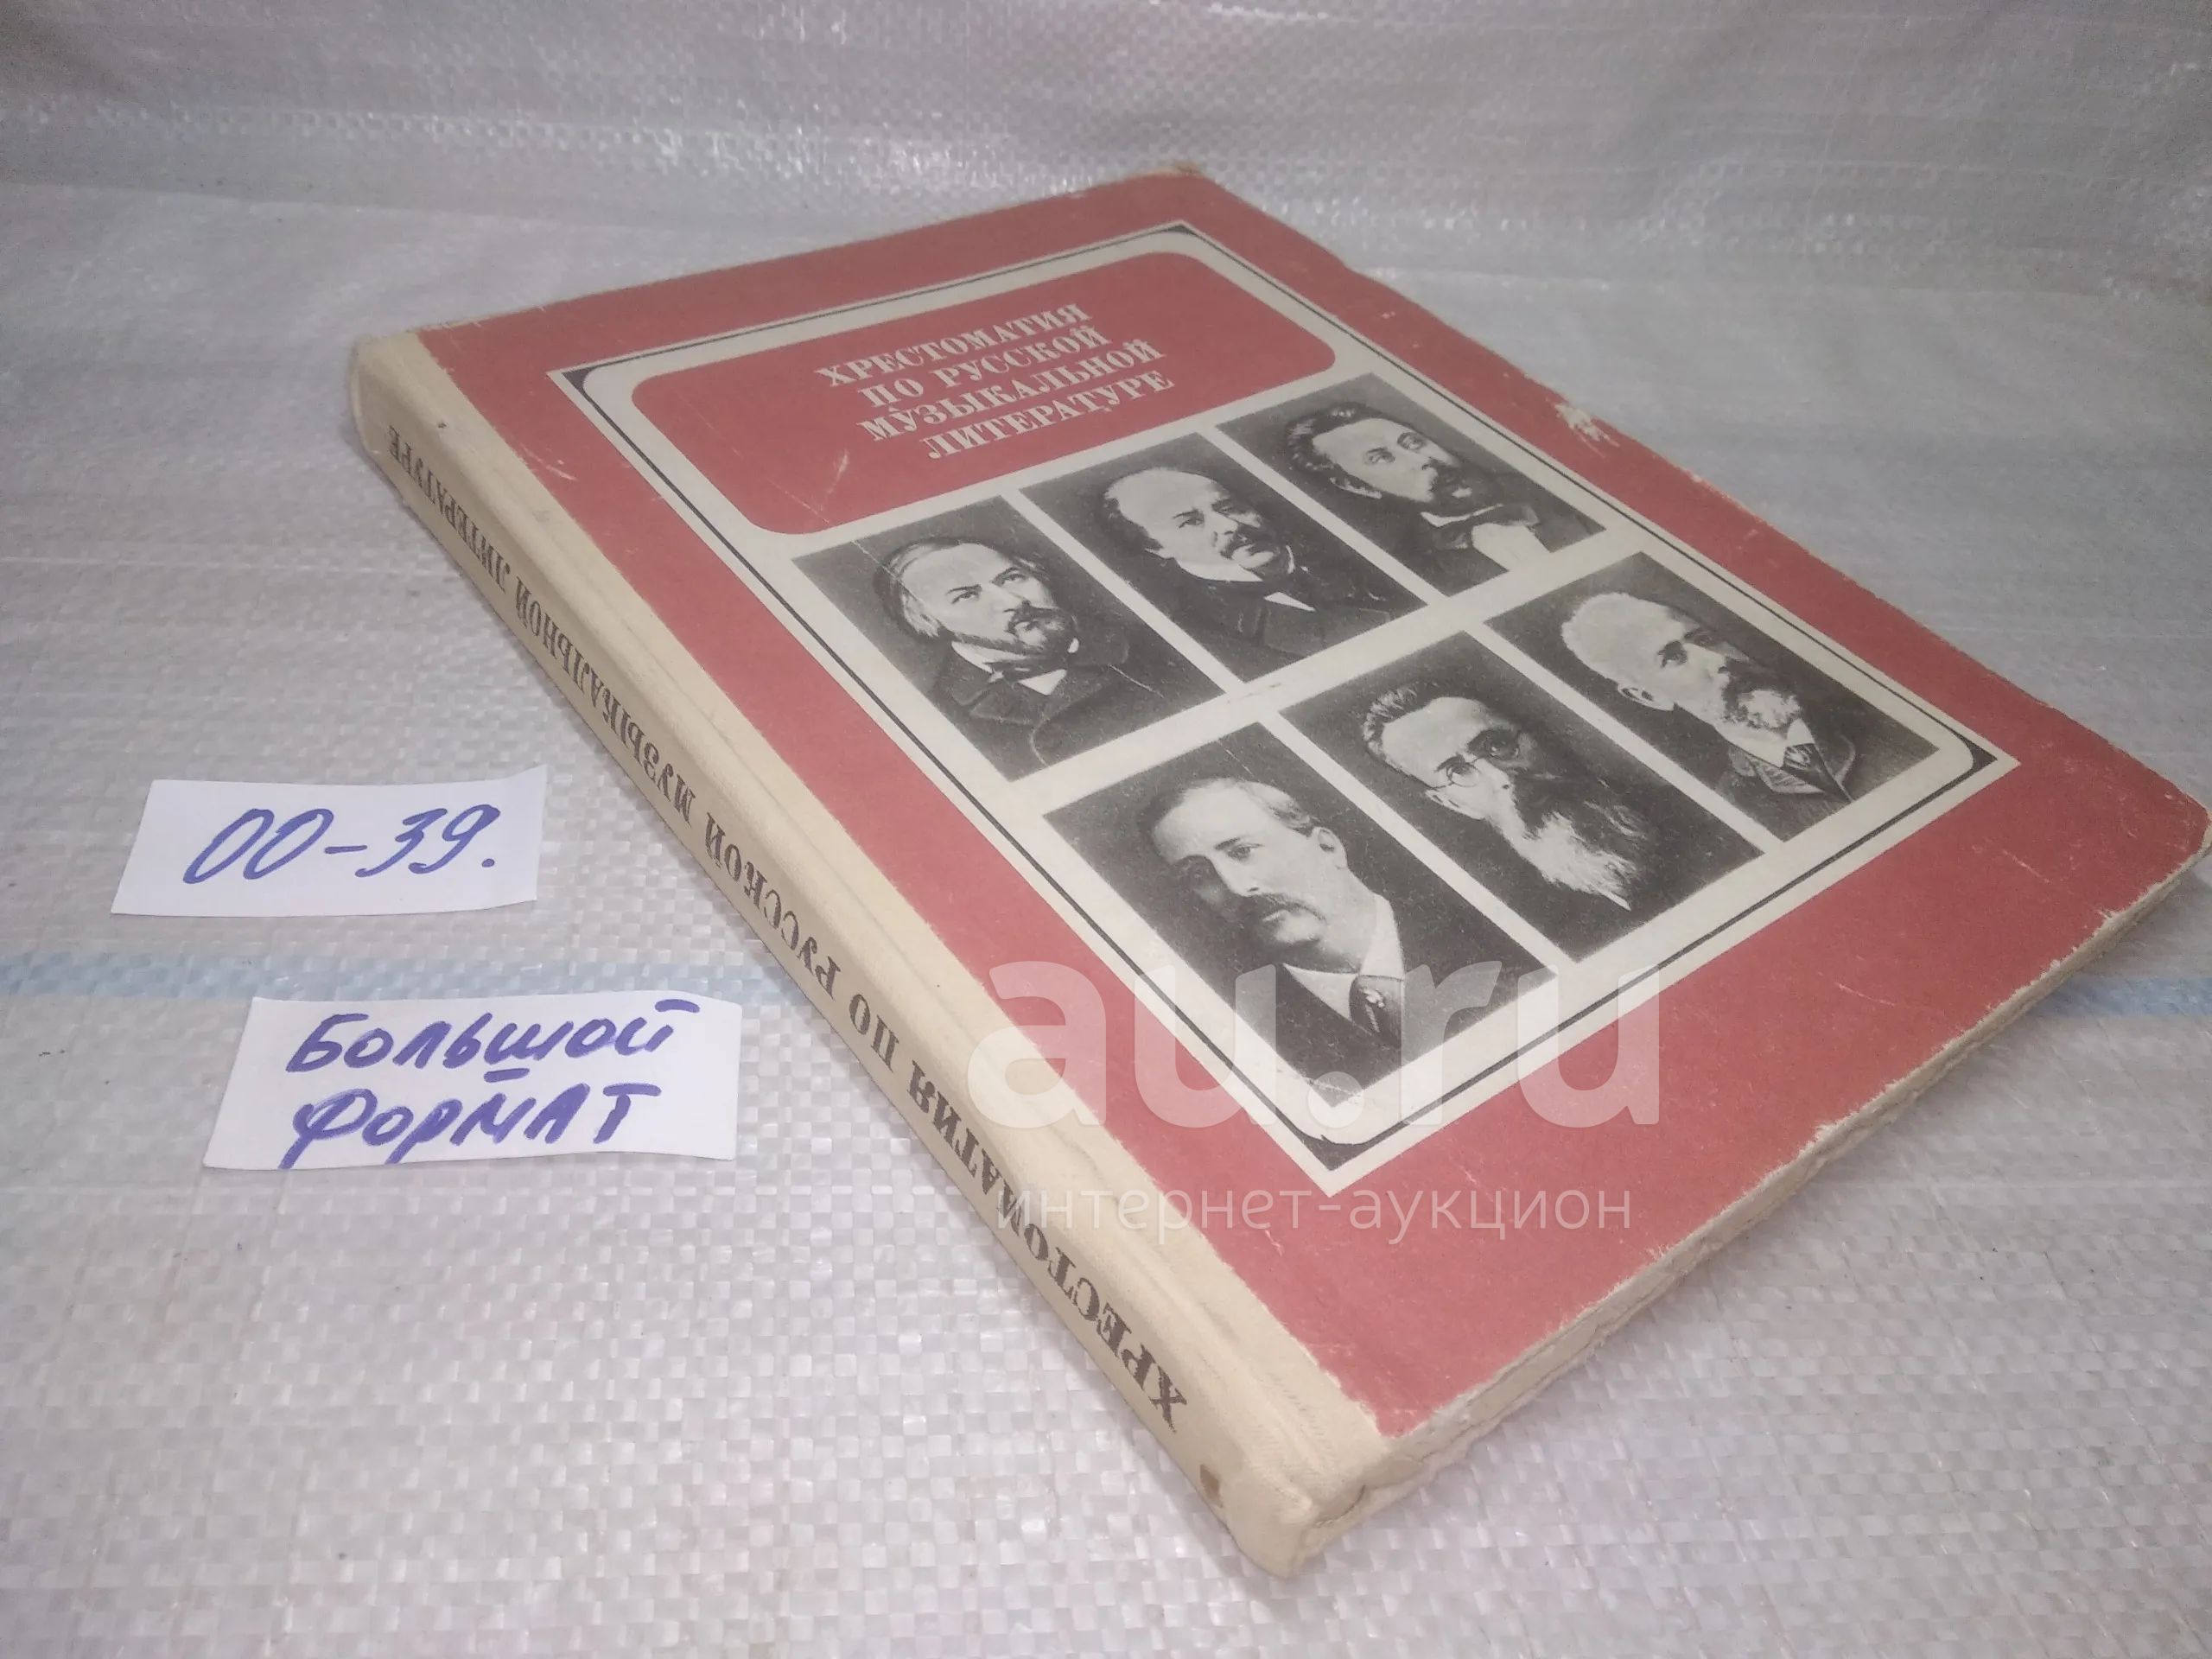 ХРЕСТОМАТИЯ
ПО РУССКОЙ
МУЗЫКАЛЬНОЙ
ЛИТЕРАТУРЕ
ХРЕСТОМАТИЯ ПО РУССКОЙ МУЗЫКАЛЬНОЙ ЛИТЕРАТУРЕ
00-39.
БОЛЬШОЙ
ФОРМАТ
au.ru
интернет-аукцион